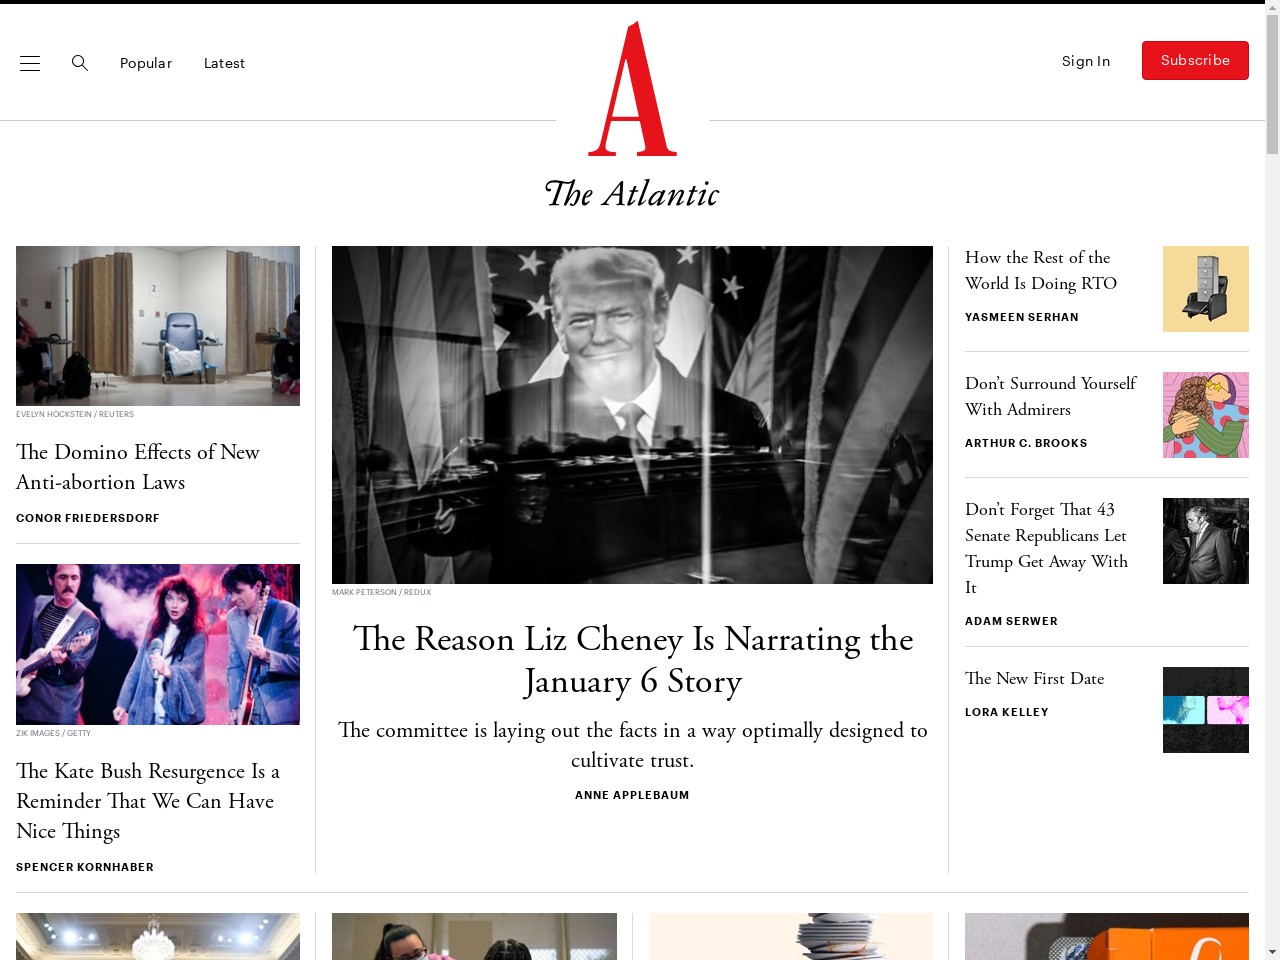 Popular
Latest
A
Sign In
Subscribe
The Atlantic
EVELYN HOCKSTEIN / REUTERS
The Domino Effects of New
Anti-abortion Laws
CONOR FRIEDERSDORF
ZIK IMAGES / GETTY
The Kate Bush Resurgence Is a
Reminder That We Can Have
Nice Things
SPENCER KORNHABER
MARK PETERSON / REDUX
The Reason Liz Cheney Is Narrating the
January 6 Story
The committee is laying out the facts in a way optimally designed to
cultivate trust.
ANNE APPLEBAUM
How the Rest of the
World Is Doing RTO
YASMEEN SERHAN
Don’t Surround Yourself
With Admirers
ARTHUR C. BROOKS
Don’t Forget That 43
Senate Republicans Let
Trump Get Away With
It
ADAM SERWER
The New First Date
LORA KELLEY
2